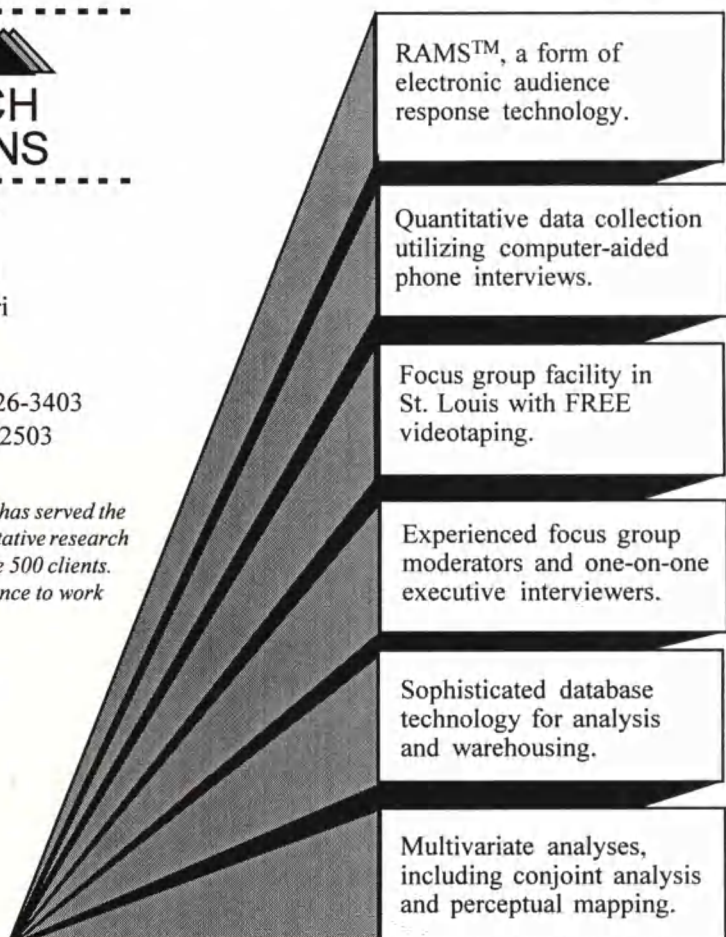 CH
NS
i
26-3403
2503
has served the
tative research
e 500 clients.
nce to work
RAMS™, a form of
electronic audience
response technology.
Quantitative data collection
utilizing computer-aided
phone interviews.
Focus group facility in
St. Louis with FREE
videotaping.
Experienced focus group
moderators and one-on-one
executive interviewers.
Sophisticated database
technology for analysis
and warehousing.
Multivariate analyses,
including conjoint analysis
and perceptual mapping.